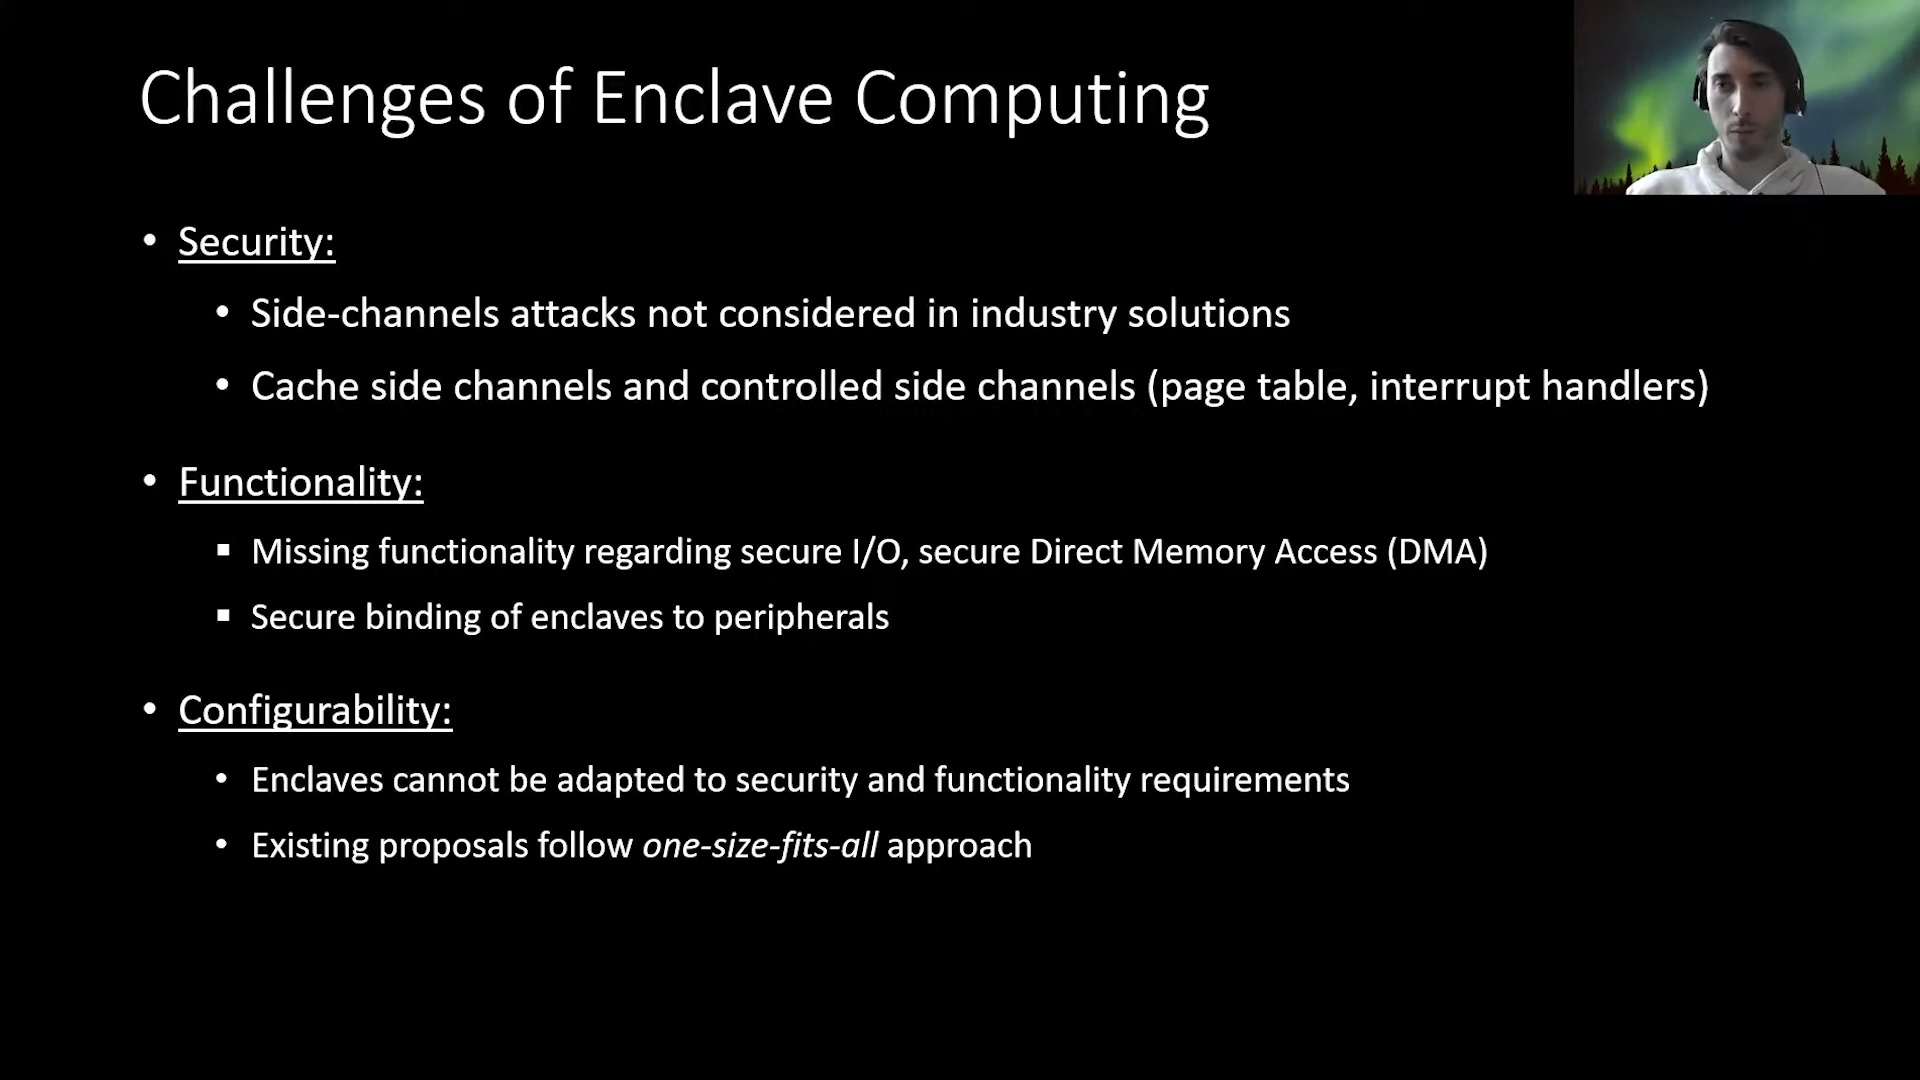 Challenges of Enclave Computing
• Security:
• Side-channels attacks not considered in industry solutions
• Cache side channels and controlled side channels (page table, interrupt handlers)
• Functionality:
▪ Missing functionality regarding secure I/O, secure Direct Memory Access (DMA)
▪ Secure binding of enclaves to peripherals
• Configurability:
• Enclaves cannot be adapted to security and functionality requirements
• Existing proposals follow one-size-fits-all approach